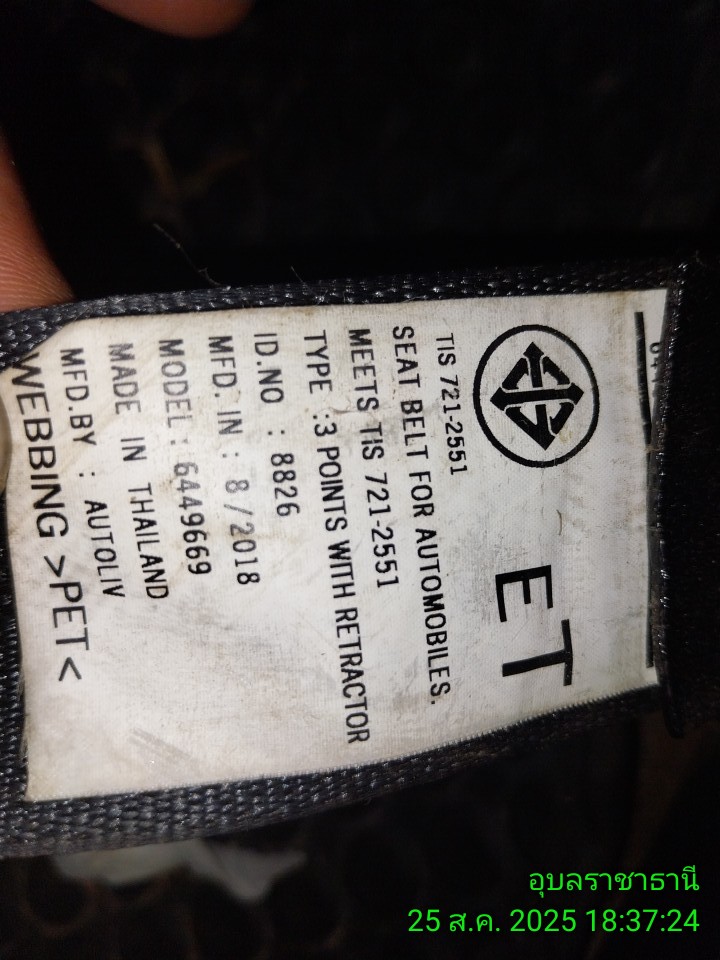 ET
TIS 721-2551
SEAT BELT FOR AUTOMOBILES.
MEETS TIS 721-2551
TYPE :3 POINTS WITH RETRACTOR
ID.NO : 8826
MFD. IN : 8/2018
MODEL : 6449669
MADE IN THAILAND
MFD.BY : AUTOLIV
WEBBING >PET<
อุบลราชาธานี
25 ส.ค. 2025 18:37:24